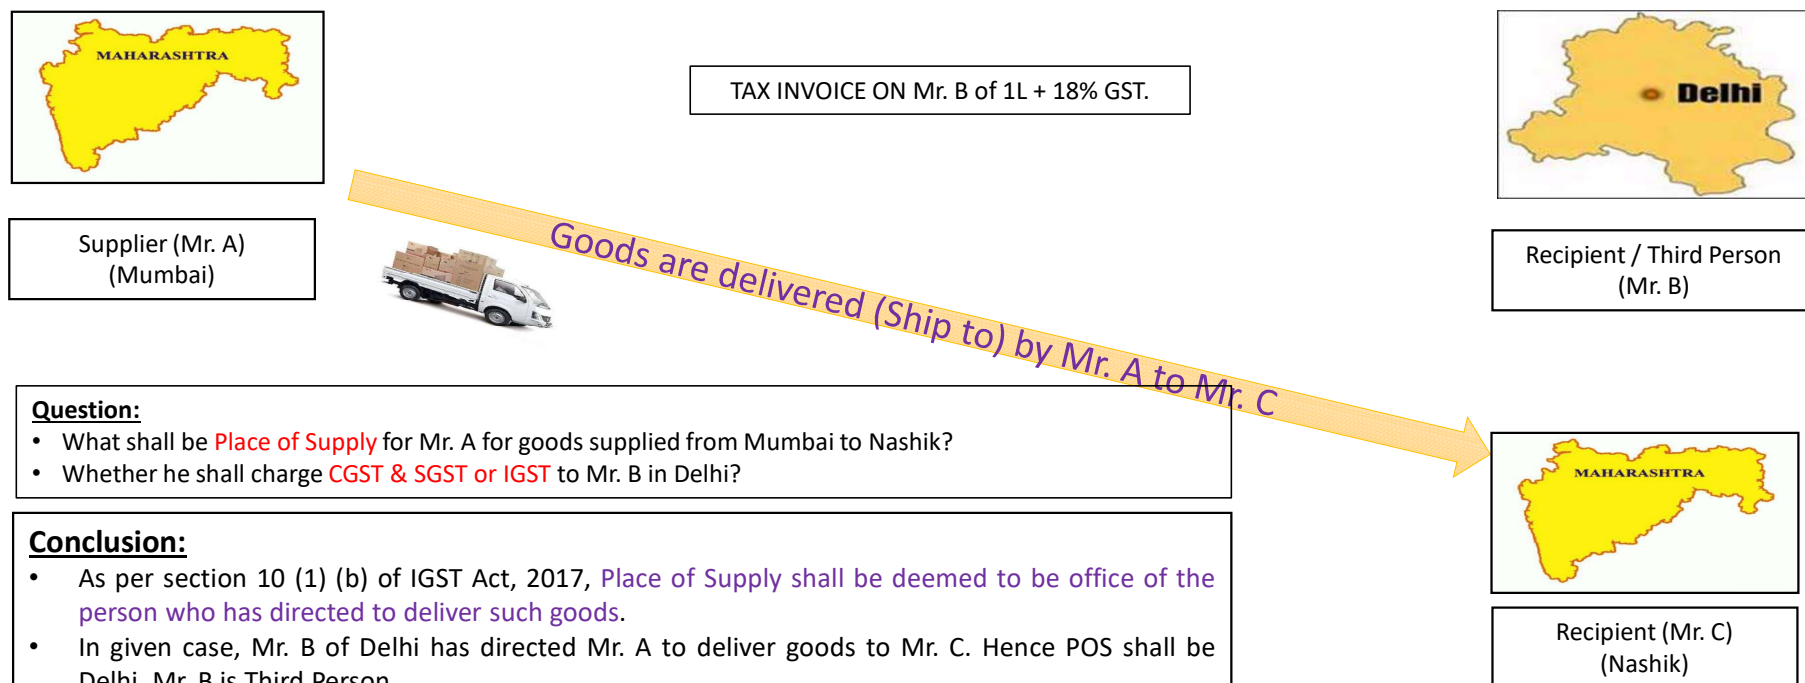 MAHARASHTRA
TAX INVOICE ON Mr. B of 1L + 18% GST.
Delhi
Supplier (Mr. A)
(Mumbai)
Recipient / Third Person
(Mr. B)
Goods are delivered (Ship to) by Mr. A to Mr. C
Question:
• What shall be Place of Supply for Mr. A for goods supplied from Mumbai to Nashik?
• Whether he shall charge CGST & SGST or IGST to Mr. B in Delhi?
MAHARASHTRA
Recipient (Mr. C)
(Nashik)
Conclusion:
• As per section 10 (1) (b) of IGST Act, 2017, Place of Supply shall be deemed to be office of the
person who has directed to deliver such goods.
• In given case, Mr. B of Delhi has directed Mr. A to deliver goods to Mr. C. Hence POS shall be
Delhi. Mr. B is Third Person